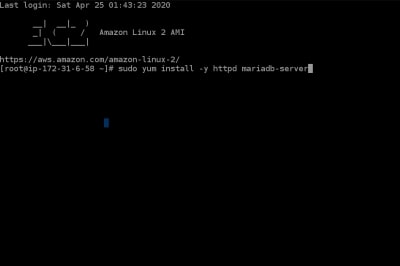 Last login: Sat Apr 25 01:43:23 2020
       __|  __|_  )
       _|  (     /   Amazon Linux 2 AMI
      ___|\___|___|
https://aws.amazon.com/amazon-linux-2/
[root@ip-172-31-6-58 ~]# sudo yum install -y httpd mariadb-server